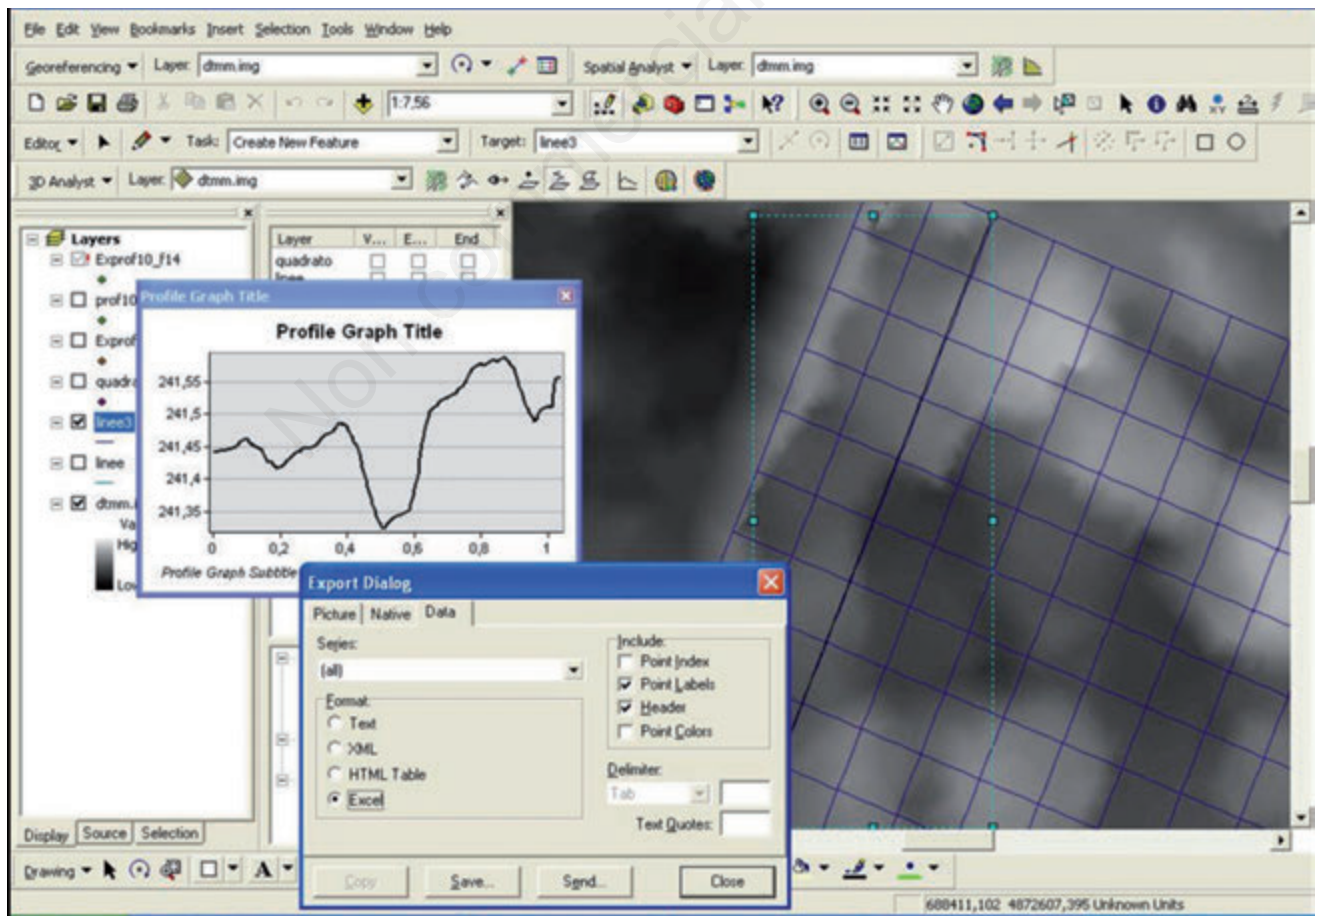 File Edit View Bookmarks Insert Selection Tools Window Help
Georeferencing Layer: dtmm.img Spatial Analyst Layer: dtmm.img
1:7,56
Editor Task: Create New Feature Target: linee3
3D Analyst Layer: dtmm.img
Layers
Exprof10_f14
prof10
Exprof
quadra
linee3
linee
dtmm.i
Va
Hig
Lo
Layer V... E... End
quadrato
linee
Profile Graph Title
Profile Graph Title
241,55
241,5
241,45
241,4
241,35
0 0,2 0,4 0,6 0,8 1
Profile Graph Subtitle
Export Dialog
Picture Native Data
Series:
(all)
Format:
Text
XML
HTML Table
Excel
Include:
Point Index
Point Labels
Header
Point Colors
Delimiter:
Tab
Text Quotes:
Copy Save... Send... Close
Display Source Selection
Drawing A
688411,102 4872607,395 Unknown Units